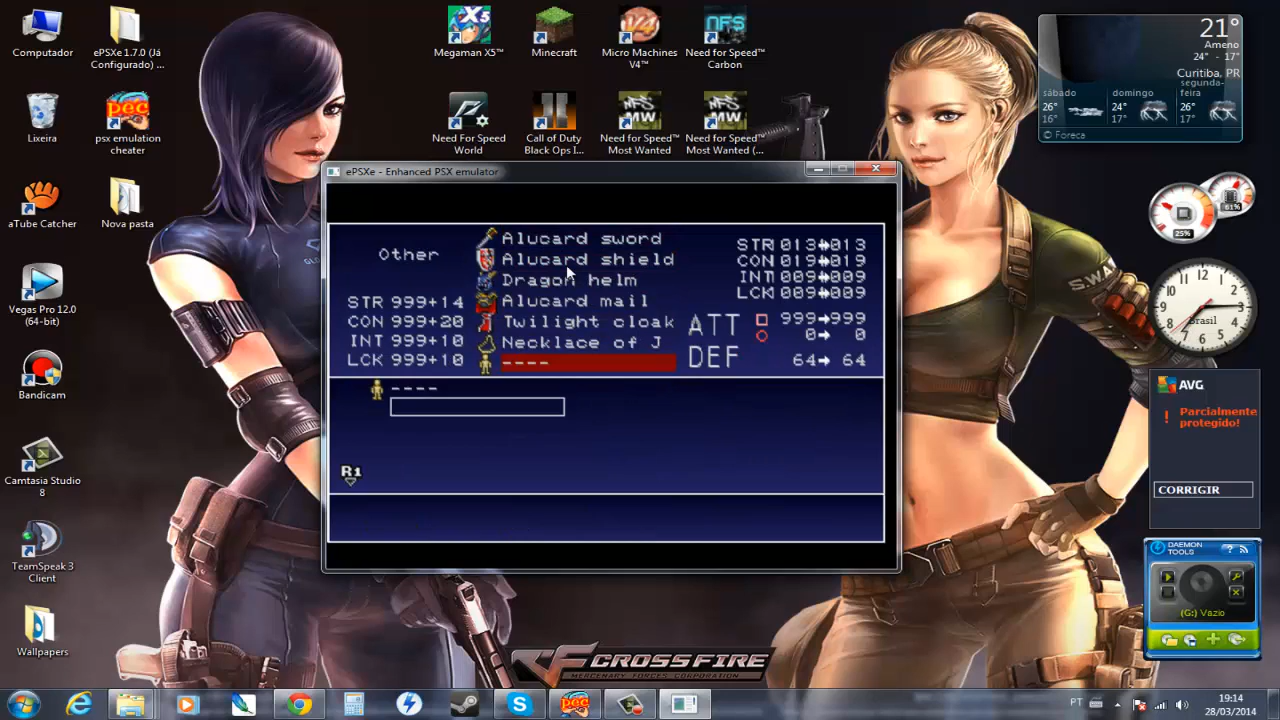 Computador
ePSXe 1.7.0 (Já
Configurado) ...
Lixeira
psx emulation
cheater
aTube Catcher
Nova pasta
Vegas Pro 12.0
(64-bit)
Bandicam
Camtasia Studio
8
TeamSpeak 3
Client
Wallpapers
Megaman X5™
Minecraft
Micro Machines
V4™
Need for Speed™
Carbon
Need For Speed
World
Call of Duty
Black Ops I...
Need for Speed™
Most Wanted
Need for Speed™
Most Wanted (...
21°
Ameno
24° - 17°
Curitiba, PR
sábado
domingo
segunda-
feira
26°
16°
24°
17°
26°
17°
© Foreca
61%
25%
12
3
6
9
Brasil
AVG
! Parcialmente
protegido!
CORRIGIR
DAEMON
TOOLS
(G:) Vazio
ePSXe - Enhanced PSX emulator
Other
STR 999+14
CON 999+20
INT 999+10
LCK 999+10
Alucard sword
Alucard shield
Dragon helm
Alucard mail
Twilight cloak
Necklace of J
----
STR 013→013
CON 019→019
INT 009→009
LCK 009→009
ATT
999→999
0→ 0
DEF
64→ 64
----
R1
S.W.A
CF CROSSFIRE
MERCENARY FORCES CORPORATION
PT
19:14
28/03/2014